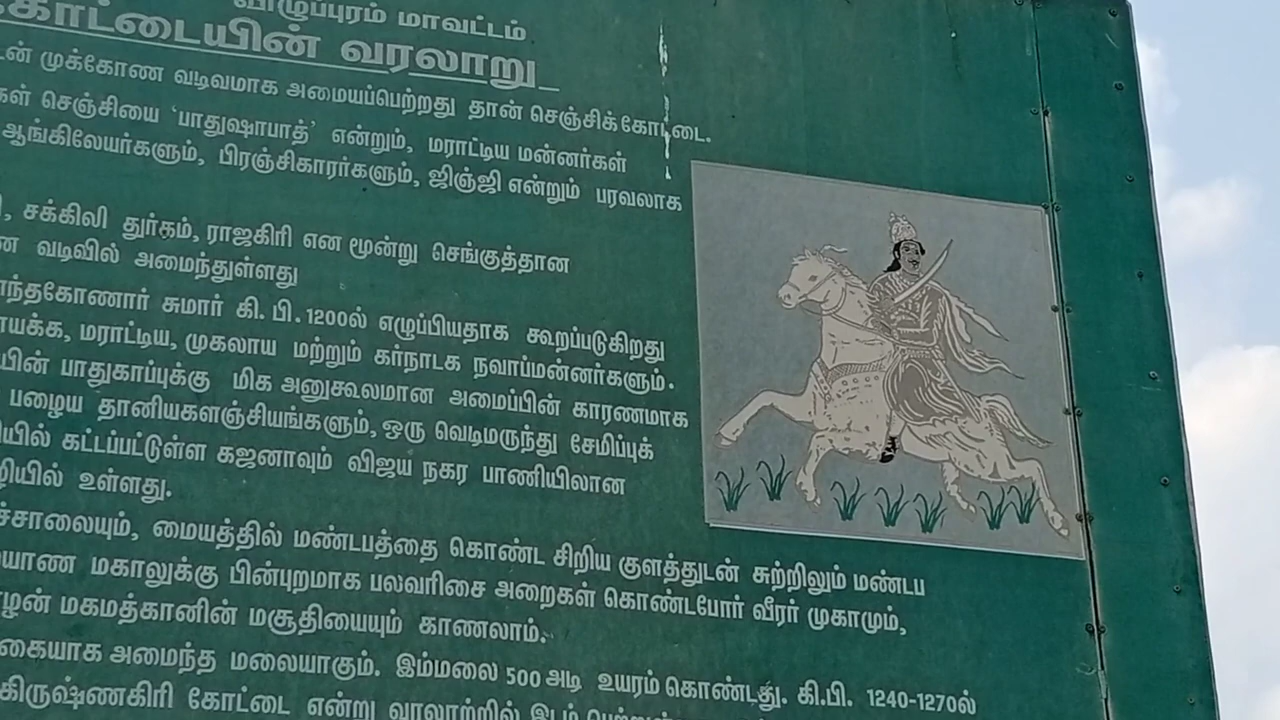 விழுப்புரம் மாவட்டம்
கோட்டையின் வரலாறு
முக்கோண வடிவமாக அமையப்பெற்றது தான் செஞ்சிக்கோட்டை.
செஞ்சியை 'பாதுஷாபாத்' என்றும், மராட்டிய மன்னர்கள்
ஆங்கிலேயர்களும், பிரஞ்சிகாரர்களும், ஜிஞ்ஜி என்றும் பரவலாக
சக்கிலி துர்கம், ராஜகிரி என மூன்று செங்குத்தான
வடிவில் அமைந்துள்ளது
சுமார் கி.பி.1200ல் எழுப்பியதாக கூறப்படுகிறது
மராட்டிய, முகலாய மற்றும் கர்நாடக நவாப்மன்னர்களும்.
பாதுகாப்புக்கு மிக அனுகூலமான அமைப்பின் காரணமாக
பழைய தானியகளஞ்சியங்களும், ஒரு வெடிமருந்து சேமிப்புக்
கட்டப்பட்டுள்ள கஜனாவும் விஜய நகர பாணியிலான
உள்ளது.
மையத்தில் மண்டபத்தை கொண்ட சிறிய குளத்துடன் சுற்றிலும் மண்டப
மகாலுக்கு பின்புறமாக பலவரிசை அறைகள் கொண்டபோர் வீரர் முகாமும்,
மகமத்கானின் மசூதியையும் காணலாம்.
அமைந்த மலையாகும். இம்மலை 500 அடி உயரம் கொண்டது. கி.பி. 1240-1270ல்
கிருஷ்ணகிரி கோட்டை என்று வரலாற்றில் இடம்